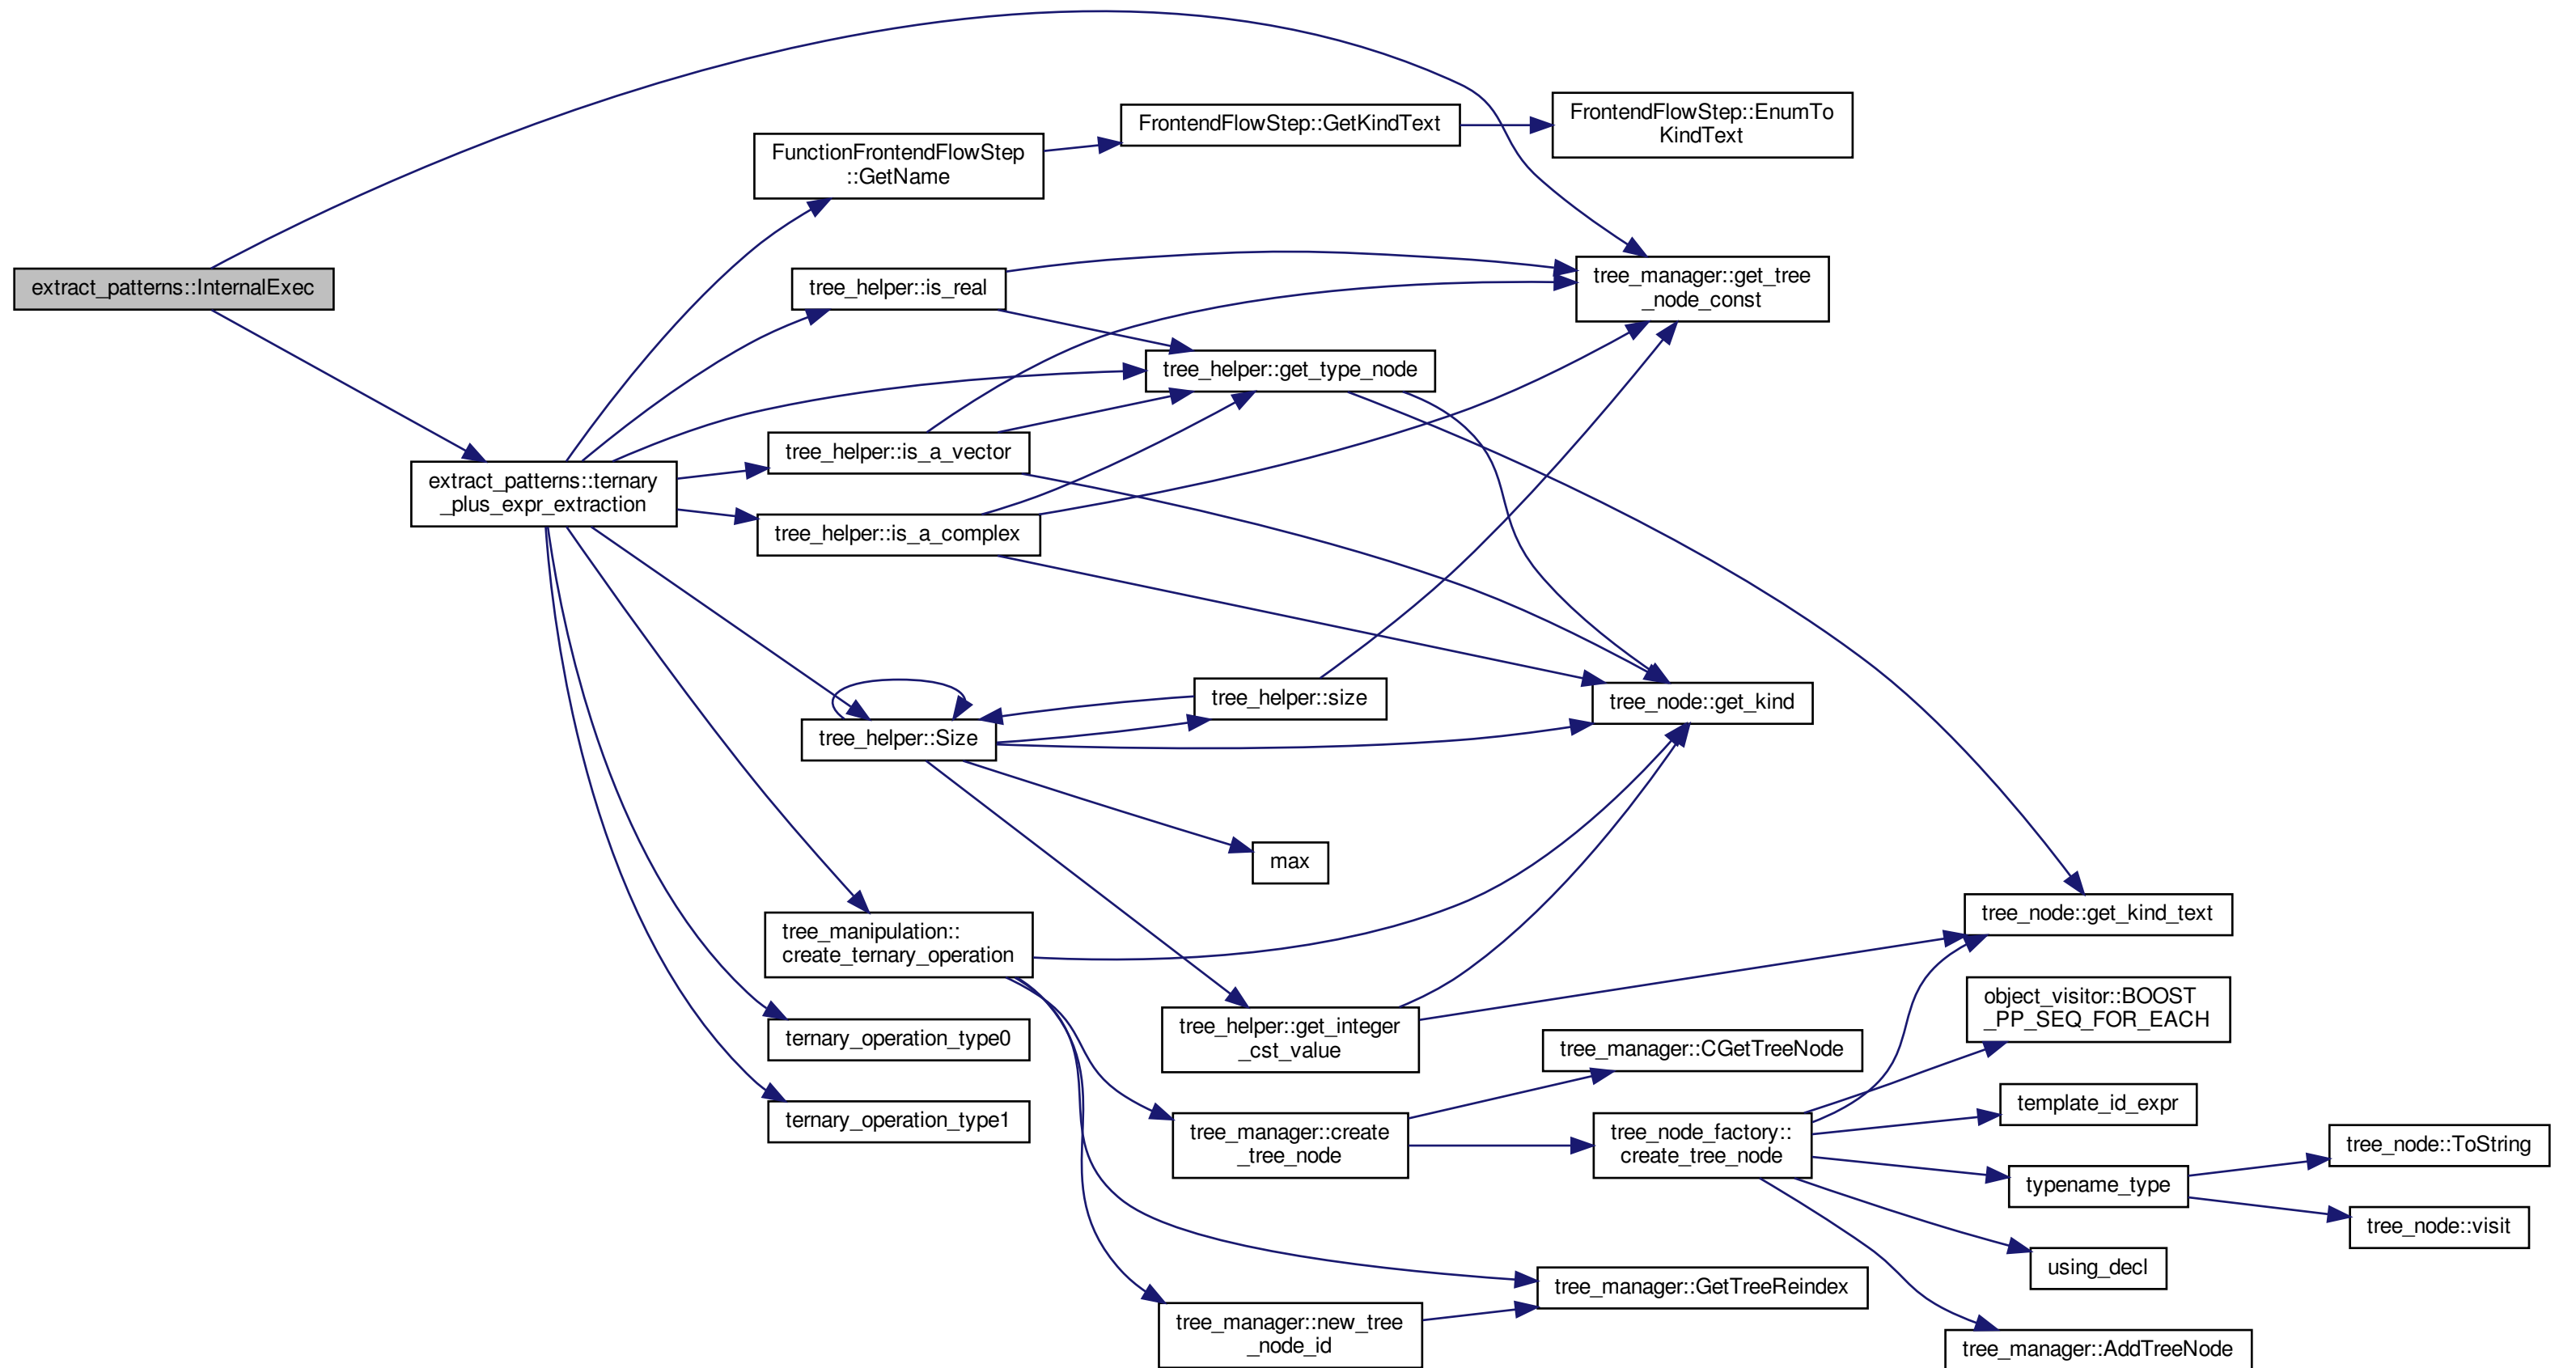 extract_patterns::InternalExec
extract_patterns::ternary
_plus_expr_extraction
FunctionFrontendFlowStep
::GetName
FrontendFlowStep::GetKindText
FrontendFlowStep::EnumTo
KindText
tree_helper::is_real
tree_manager::get_tree
_node_const
tree_helper::get_type_node
tree_helper::is_a_vector
tree_helper::is_a_complex
tree_helper::size
tree_node::get_kind
tree_helper::Size
max
tree_node::get_kind_text
tree_manipulation::
create_ternary_operation
object_visitor::BOOST
_PP_SEQ_FOR_EACH
ternary_operation_type0
tree_helper::get_integer
_cst_value
tree_manager::CGetTreeNode
template_id_expr
ternary_operation_type1
tree_manager::create
_tree_node
tree_node_factory::
create_tree_node
tree_node::ToString
typename_type
tree_node::visit
using_decl
tree_manager::GetTreeReindex
tree_manager::new_tree
_node_id
tree_manager::AddTreeNode